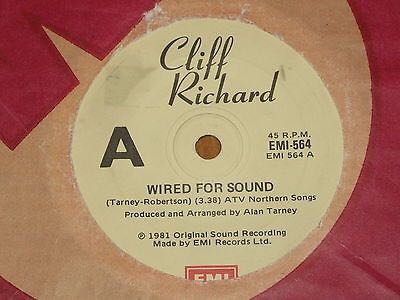 Cliff
Richard
A
45 R.P.M.
EMI-564
EMI 564 A
WIRED FOR SOUND
(Tarney-Robertson) (3.38) ATV Northern Songs
Produced and Arranged by Alan Tarney
℗ 1981 Original Sound Recording
Made by EMI Records Ltd.
EMI